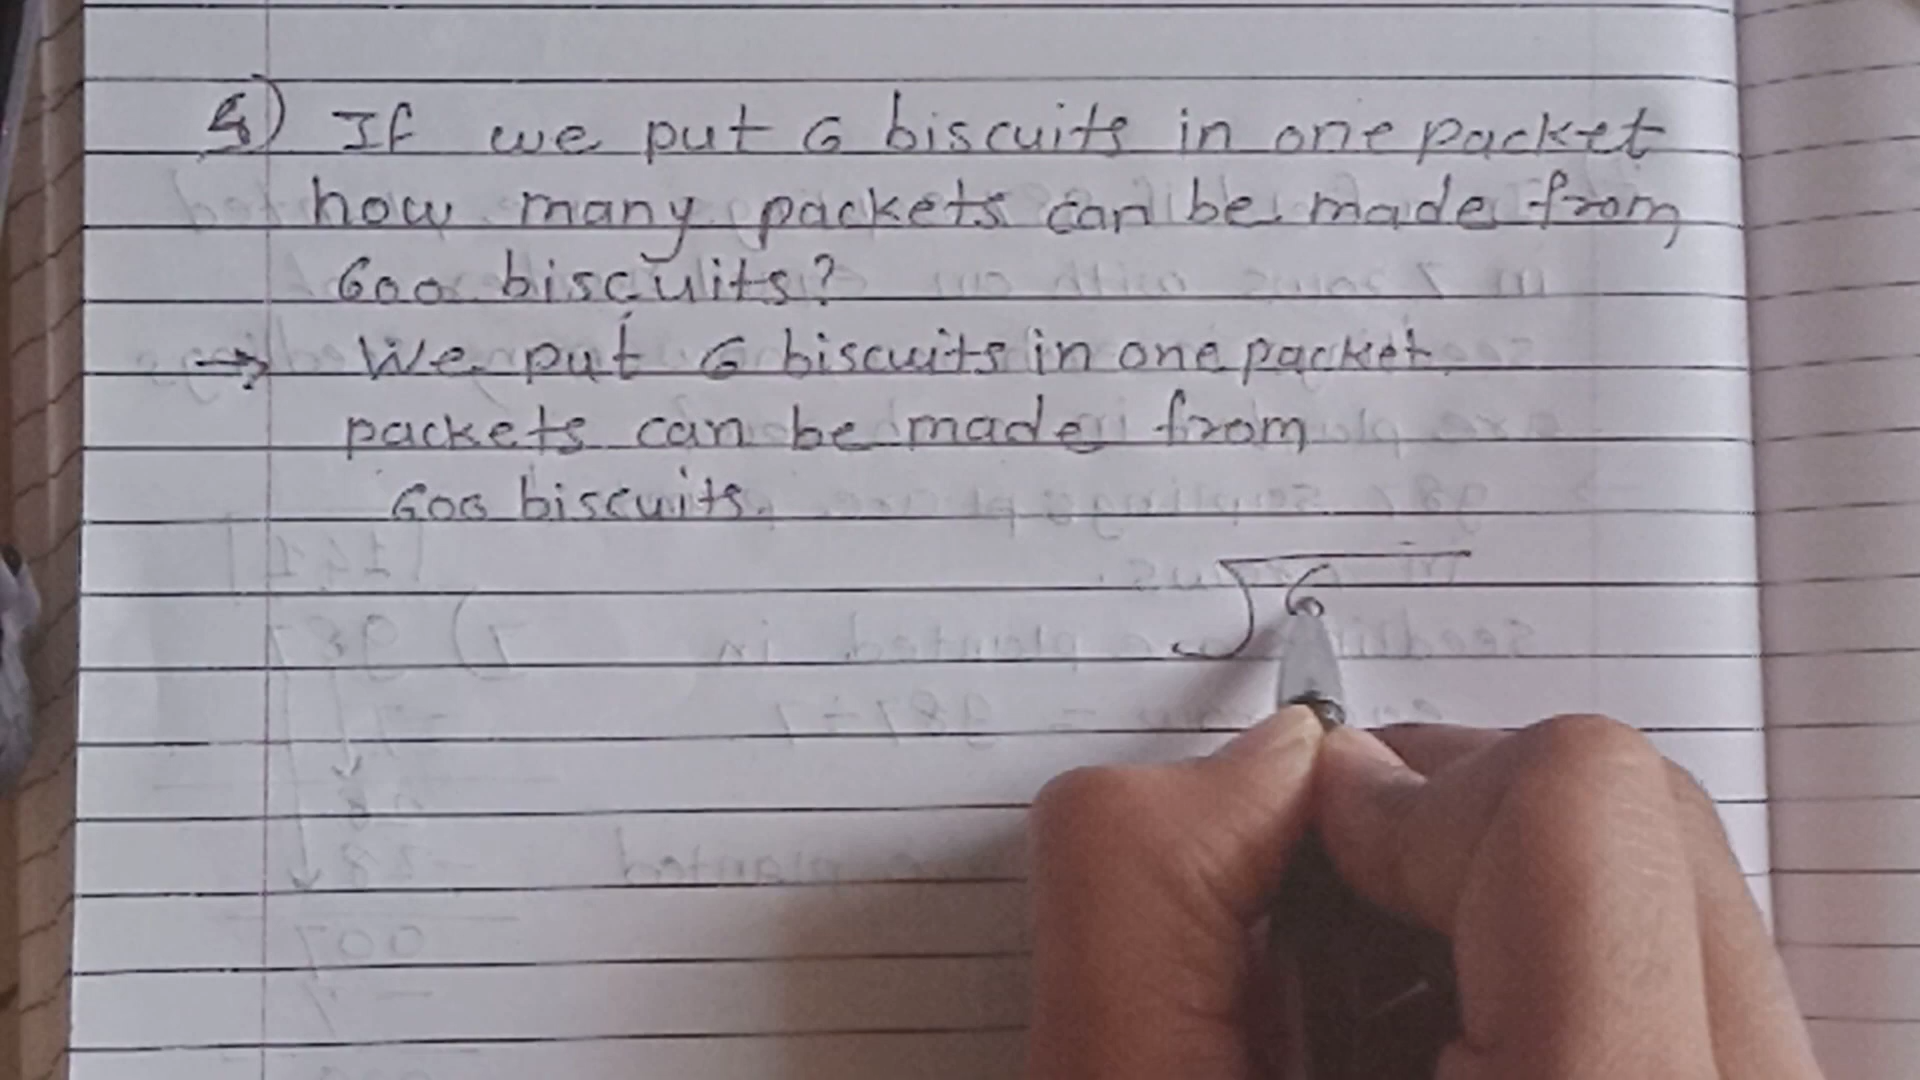 5) If we put 6 biscuits in one packet
how many packets can be made from
600 biscuits?
→ We put 6 biscuits in one packet
packets can be made from
600 biscuits.
6